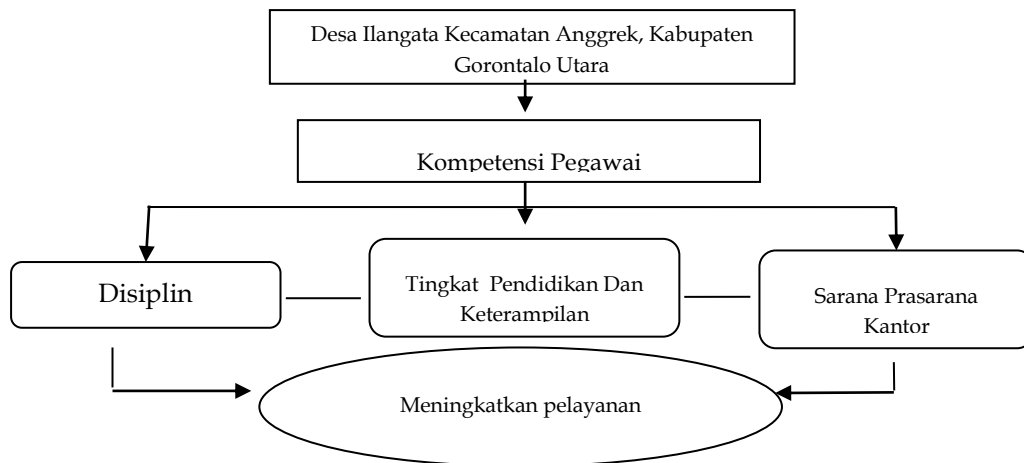 Desa Ilangata Kecamatan Anggrek, Kabupaten
Gorontalo Utara
Kompetensi Pegawai
Disiplin
Tingkat Pendidikan Dan
Keterampilan
Sarana Prasarana
Kantor
Meningkatkan pelayanan